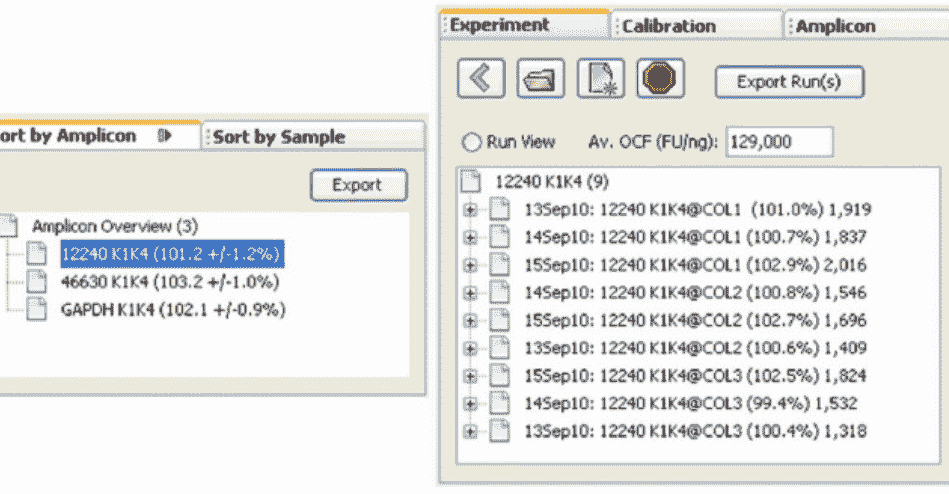 ort by Amplicon
Sort by Sample
Export
Amplicon Overview (3)
12240 K1K4 (101.2 +/-1.2%)
46630 K1K4 (103.2 +/-1.0%)
GAPDH K1K4 (102.1 +/-0.9%)
Experiment
Calibration
Amplicon
Export Run(s)
Run View
Av. OCF (FU/ng):
129,000
12240 K1K4 (9)
13Sep10: 12240 K1K4@COL1 (101.0%) 1,919
14Sep10: 12240 K1K4@COL1 (100.7%) 1,837
15Sep10: 12240 K1K4@COL1 (102.9%) 2,016
14Sep10: 12240 K1K4@COL2 (100.8%) 1,546
15Sep10: 12240 K1K4@COL2 (102.7%) 1,696
13Sep10: 12240 K1K4@COL2 (100.6%) 1,409
15Sep10: 12240 K1K4@COL3 (102.5%) 1,824
14Sep10: 12240 K1K4@COL3 (99.4%) 1,532
13Sep10: 12240 K1K4@COL3 (100.4%) 1,318